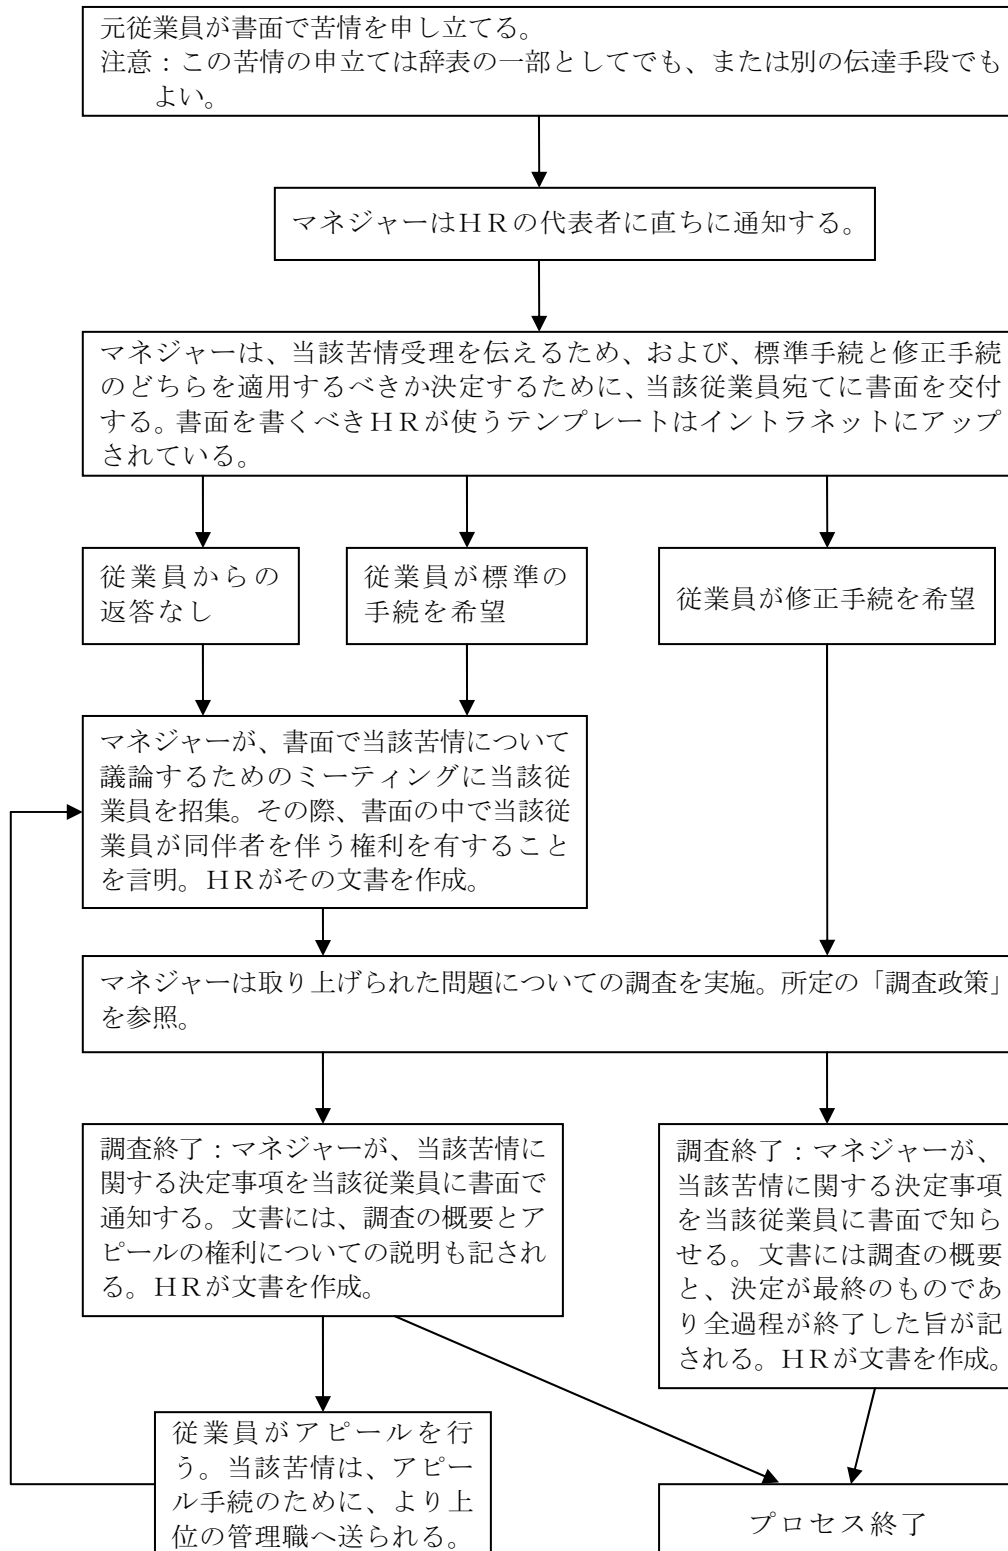 元従業員が書面で苦情を申し立てる。
注意：この苦情の申立ては辞表の一部としてでも、または別の伝達手段でも
よい。
マネジャーはＨＲの代表者に直ちに通知する。
マネジャーは、当該苦情受理を伝えるため、および、標準手続と修正手続
のどちらを適用するべきか決定するために、当該従業員宛てに書面を交付
する。書面を書くべきＨＲが使うテンプレートはイントラネットにアップ
されている。
従業員からの
返答なし
従業員が標準の
手続を希望
従業員が修正手続を希望
マネジャーが、書面で当該苦情について
議論するためのミーティングに当該従
業員を招集。その際、書面の中で当該従
業員が同伴者を伴う権利を有すること
を言明。ＨＲがその文書を作成。
マネジャーは取り上げられた問題についての調査を実施。所定の「調査政策」
を参照。
調査終了：マネジャーが、当該苦情に
関する決定事項を当該従業員に書面で
通知する。文書には、調査の概要とア
ピールの権利についての説明も記され
る。ＨＲが文書を作成。
調査終了：マネジャーが、
当該苦情に関する決定事項
を当該従業員に書面で知ら
せる。文書には調査の概要
と、決定が最終のものであ
り全過程が終了した旨が記
される。ＨＲが文書を作成。
従業員がアピールを行
う。当該苦情は、アピー
ル手続のために、より上
位の管理職へ送られる。
プロセス終了